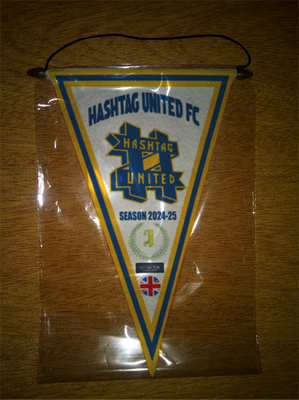 HASHTAG UNITED FC
HASHTAG
UNITED
SEASON 2024-25